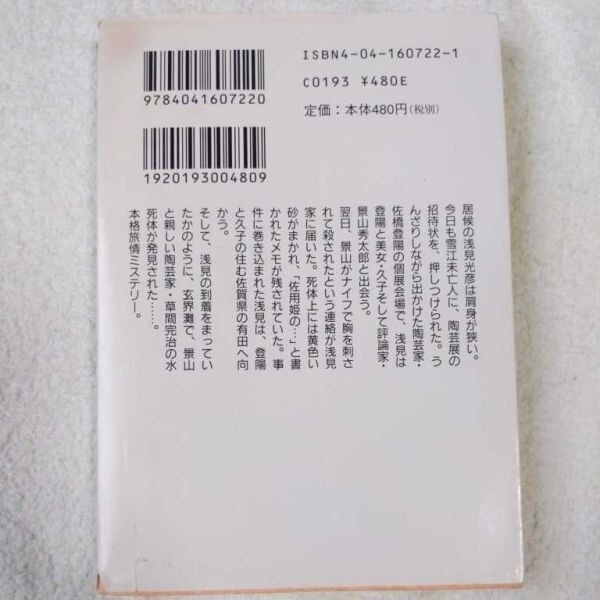 ISBN4-04-160722-1
C0193 ¥480E
定価：本体480円(税別)
9784041607220
1920193004809
居候の浅見光彦は肩身が狭い。
今日も雪江未亡人に、陶芸展の
招待状を、押しつけられた。う
んざりしながら出かけた陶芸家・
佐橋登陽の個展会場で、浅見は
登陽と美女・久子そして評論家・
景山秀太郎と出会う。
翌日、景山がナイフで胸を刺さ
れて殺されたという連絡が浅見
家に届いた。死体上には黄色い
砂がまかれ、「佐用姫の…」と書
かれたメモが残されていた。事
件に巻き込まれた浅見は、登陽
と久子の住む佐賀県の有田へ向
かう。
そして、浅見の到着をまってい
たかのように、玄界灘で、景山
と親しい陶芸家・草間完治の水
死体が発見された……。
本格旅情ミステリー。